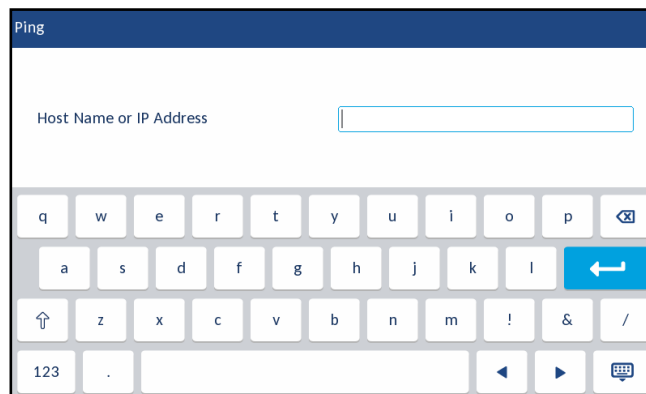 Ping
Host Name or IP Address
q w e r t y u i o p
a s d f g h j k l
z x c v b n m ! & /
123 .